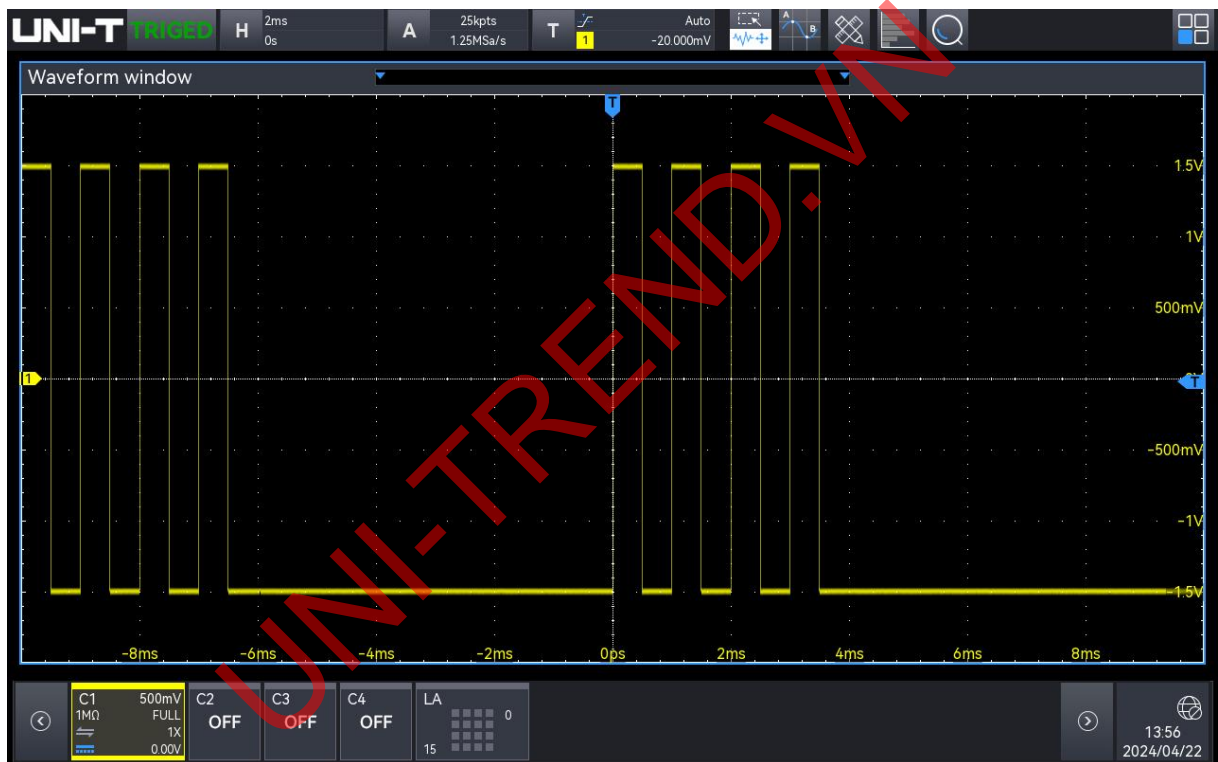 UNI-T TRIGED H 2ms 0s A 25kpts 1.25MSa/s T 1 Auto -20.000mV A B
Waveform window
T
1.5V
1V
500mV
1
T
-500mV
-1V
-1.5V
-8ms -6ms -4ms -2ms 0ps 2ms 4ms 6ms 8ms
UNI-TREND.VN
C1 500mV C2 C3 C4 LA
1MΩ FULL OFF OFF OFF 0
1X
0.00V 15
13:56
2024/04/22